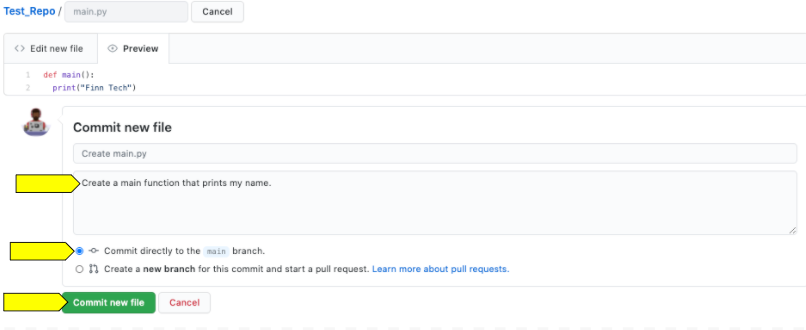 Test_Repo / main.py Cancel
<> Edit new file Preview
1 def main():
2 print("Finn Tech")
Commit new file
Create main.py
Create a main function that prints my name.
Commit directly to the main branch.
Create a new branch for this commit and start a pull request. Learn more about pull requests.
Commit new file Cancel